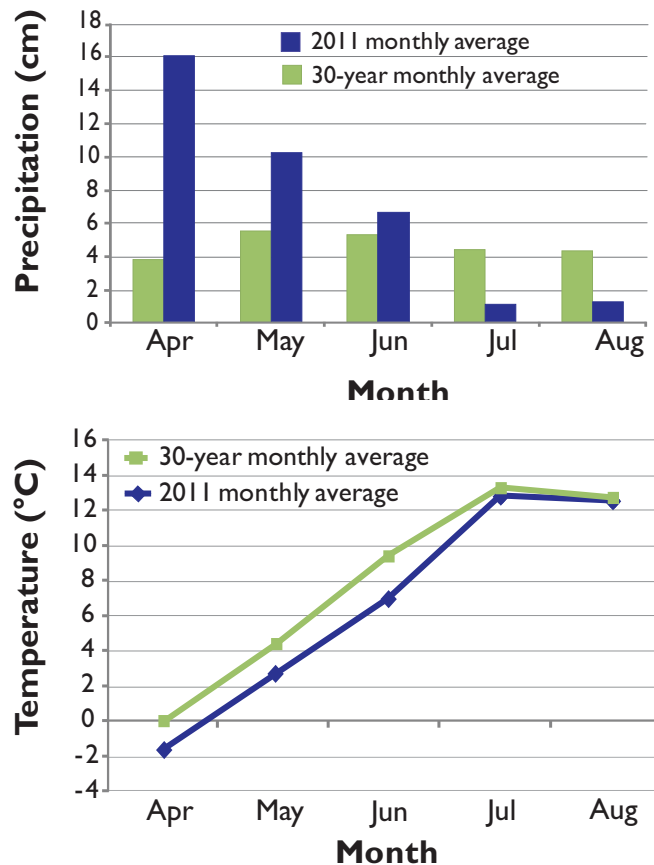 18
16
14
12
10
8
6
4
2
0
Precipitation (cm)
2011 monthly average
30-year monthly average
Apr May Jun Jul Aug
Month
16
14
12
10
8
6
4
2
0
-2
-4
Temperature (°C)
30-year monthly average
2011 monthly average
Apr May Jun Jul Aug
Month